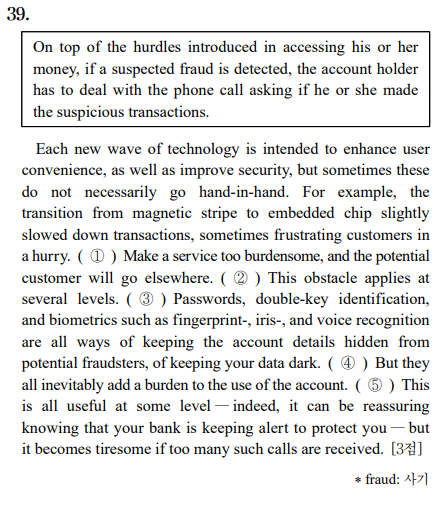 39.
On top of the hurdles introduced in accessing his or her
money, if a suspected fraud is detected, the account holder
has to deal with the phone call asking if he or she made
the suspicious transactions.
Each new wave of technology is intended to enhance user
convenience, as well as improve security, but sometimes these
do not necessarily go hand-in-hand. For example, the
transition from magnetic stripe to embedded chip slightly
slowed down transactions, sometimes frustrating customers in
a hurry. ( ① ) Make a service too burdensome, and the potential
customer will go elsewhere. ( ② ) This obstacle applies at
several levels. ( ③ ) Passwords, double-key identification,
and biometrics such as fingerprint-, iris-, and voice recognition
are all ways of keeping the account details hidden from
potential fraudsters, of keeping your data dark. ( ④ ) But they
all inevitably add a burden to the use of the account. ( ⑤ ) This
is all useful at some level — indeed, it can be reassuring
knowing that your bank is keeping alert to protect you — but
it becomes tiresome if too many such calls are received. [3점]
* fraud: 사기